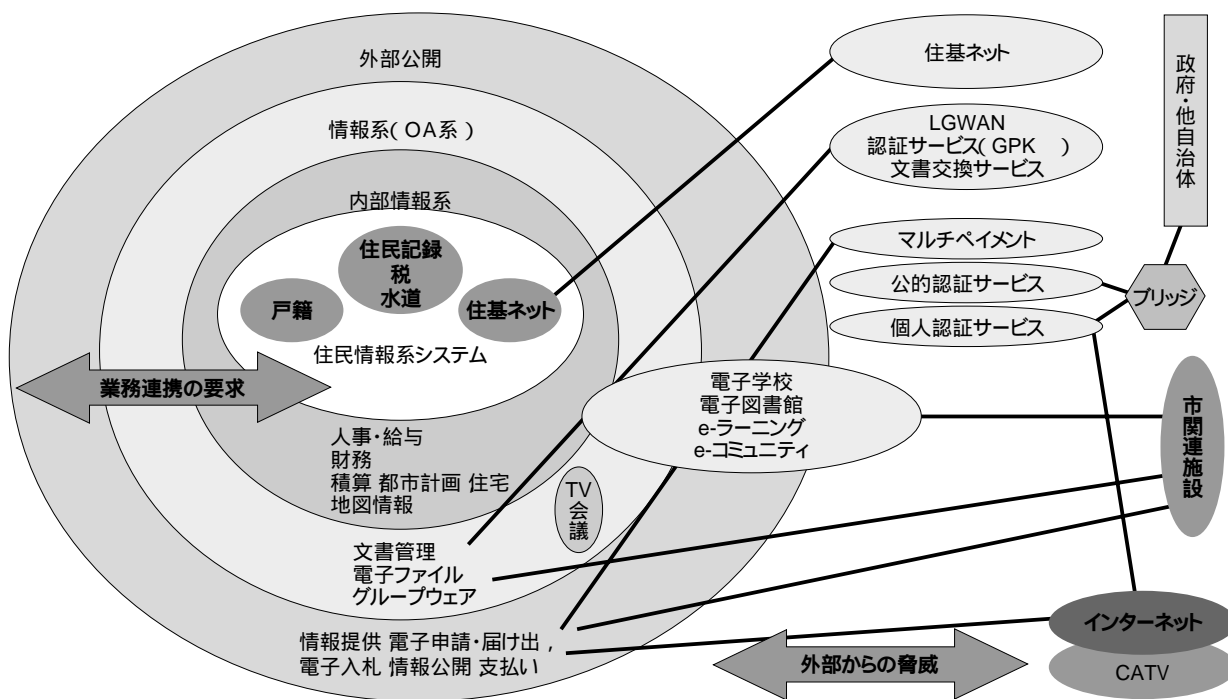 外部公開
情報系(OA系)
内部情報系
住民記録
税
水道
戸籍
住基ネット
住民情報系システム
業務連携の要求
人事・給与
財務
積算 都市計画 住宅
地図情報
TV
会議
文書管理
電子ファイル
グループウェア
情報提供 電子申請・届け出,
電子入札 情報公開 支払い
住基ネット
LGWAN
認証サービス(GPK )
文書交換サービス
マルチペイメント
公的認証サービス
個人認証サービス
電子学校
電子図書館
e-ラーニング
e-コミュニティ
政府・他自治体
ブリッジ
市関連施設
インターネット
CATV
外部からの脅威